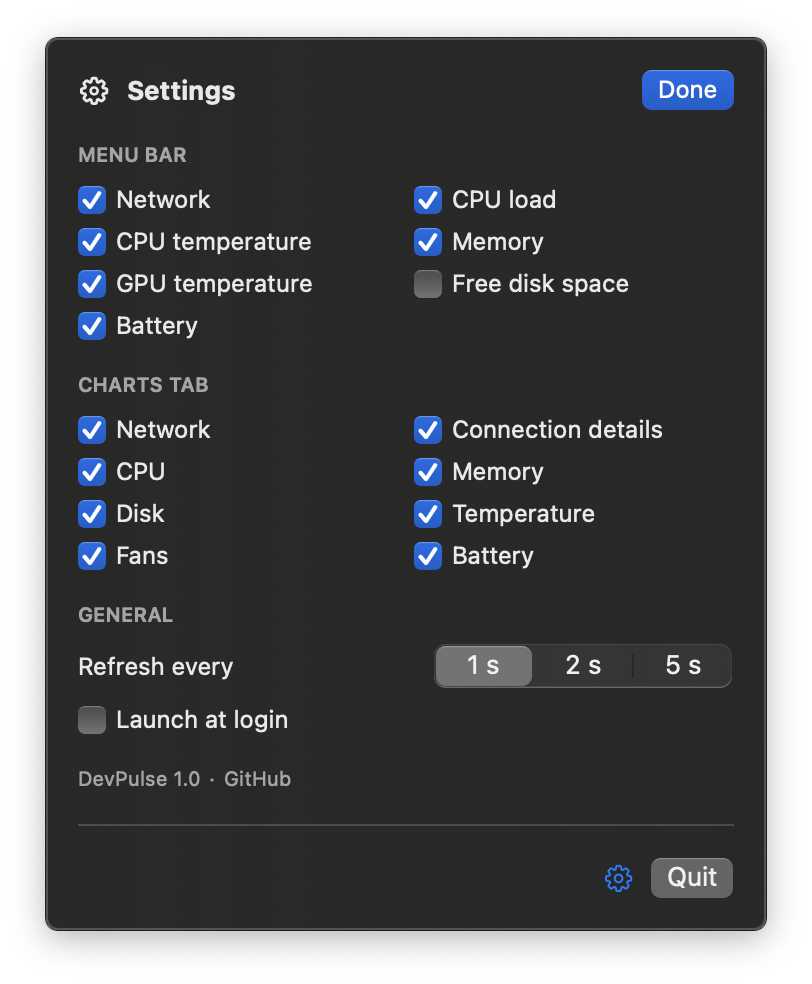 Settings
Done
MENU BAR
Network
CPU load
CPU temperature
Memory
GPU temperature
Free disk space
Battery
CHARTS TAB
Network
Connection details
CPU
Memory
Disk
Temperature
Fans
Battery
GENERAL
Refresh every
1 s
2 s
5 s
Launch at login
DevPulse 1.0 · GitHub
Quit